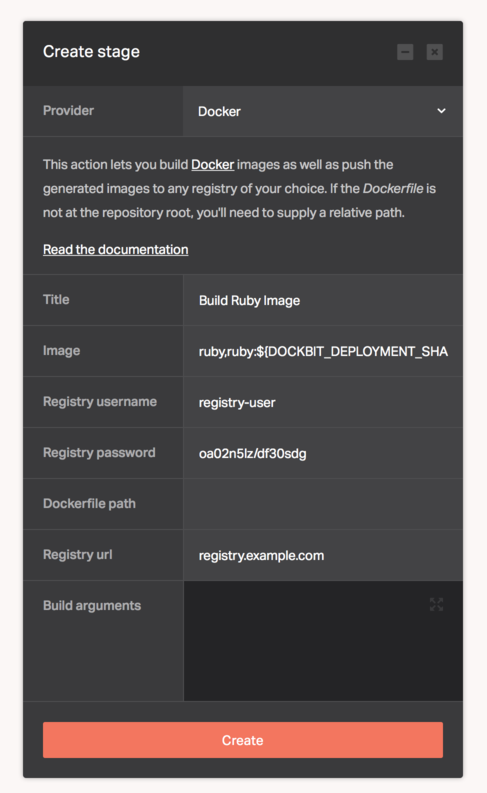 Create stage
Provider
Docker
This action lets you build Docker images as well as push the
generated images to any registry of your choice. If the Dockerfile is
not at the repository root, you'll need to supply a relative path.
Read the documentation
Title
Build Ruby Image
Image
ruby,ruby:${DOCKBIT_DEPLOYMENT_SHA
Registry username
registry-user
Registry password
oa02n5lz/df30sdg
Dockerfile path
Registry url
registry.example.com
Build arguments
Create